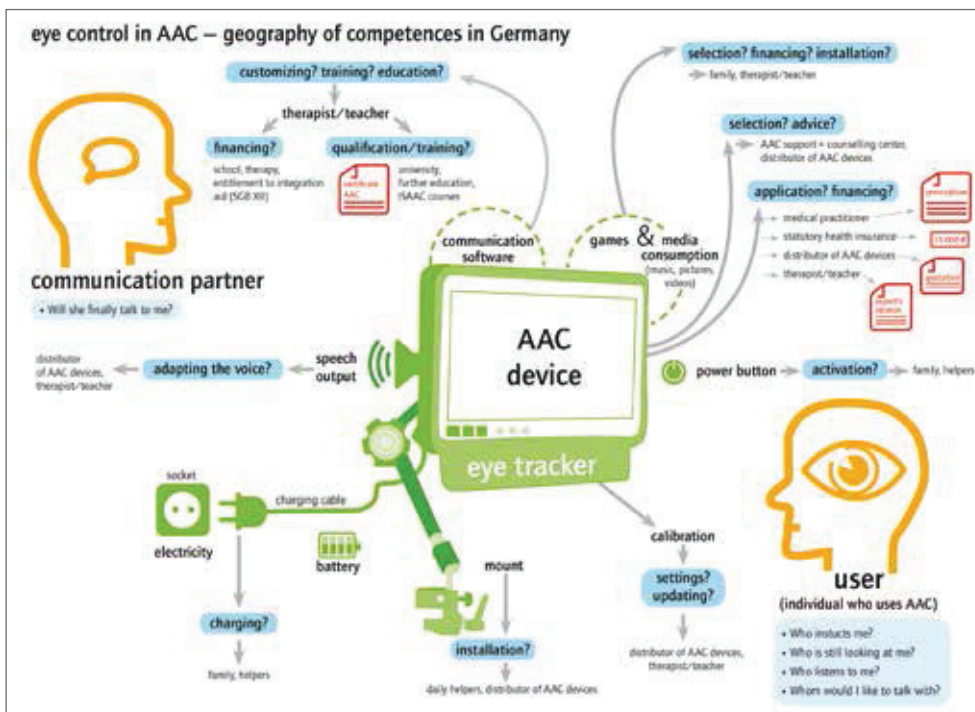 eye control in AAC – geography of competences in Germany
customizing? training? education?
therapist/teacher
financing?
school, therapy,
entitlement to integration
aid (SGB XII)
qualification/training?
certificate
AAC
university,
further education,
ISAAC courses
selection? financing? installation?
family, therapist/teacher
selection? advice?
AAC support + counselling center,
distributor of AAC devices
application? financing?
medical practitioner
statutory health insurance
distributor of AAC devices
therapist/teacher
communication
software
games & media
consumption
(music, pictures,
videos)
communication partner
• Will she finally talk to me?
AAC
device
eye tracker
speech
output
adapting the voice?
distributor
of AAC devices,
therapist/teacher
power button
activation?
family, helpers
socket
electricity
charging cable
battery
charging?
family, helpers
mount
installation?
daily helpers, distributor of AAC devices
calibration
settings?
updating?
distributor of AAC devices,
therapist/teacher
user
(individual who uses AAC)
• Who instucts me?
• Who is still looking at me?
• Who listens to me?
• Whom would I like to talk with?